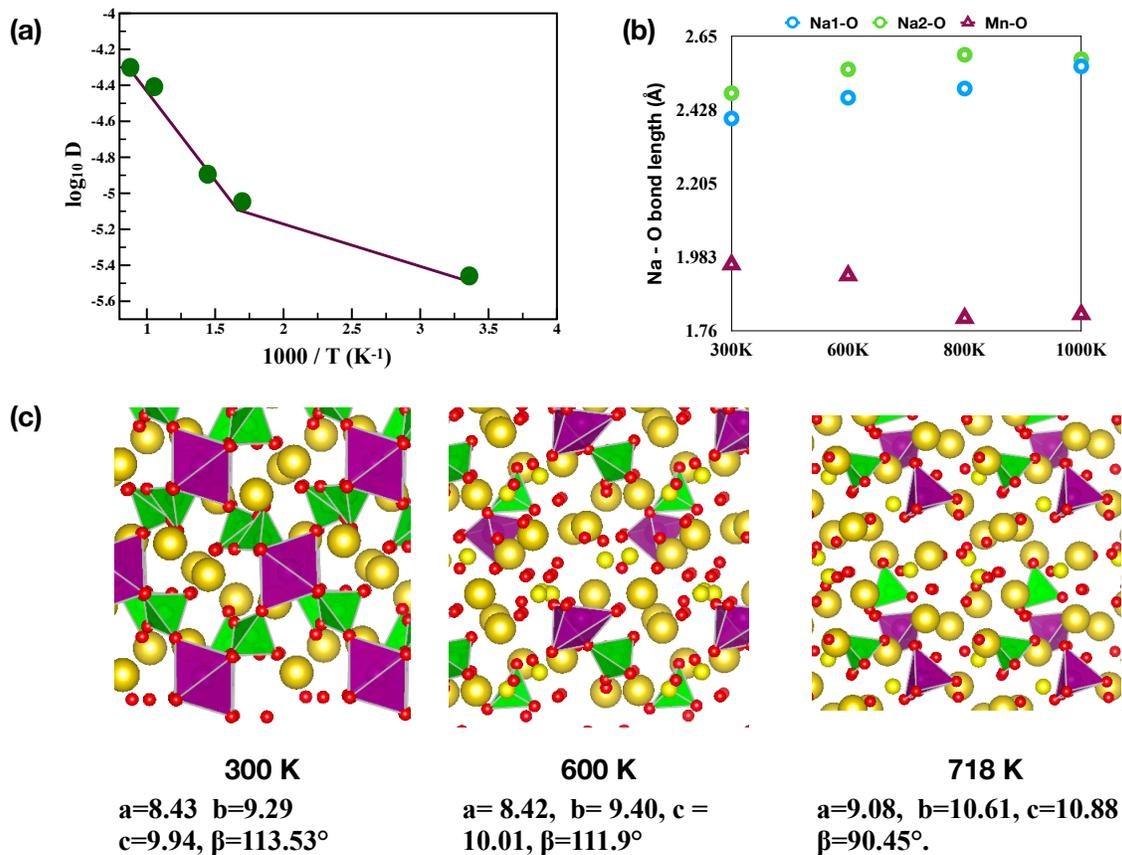 (a)
-4
-4.2
-4.4
-4.6
-4.8
-5
-5.2
-5.4
-5.6
log₁₀ D
1 1.5 2 2.5 3 3.5 4
1000 / T (K⁻¹)
(b)
Na1-O Na2-O Mn-O
2.65
2.428
2.205
1.983
1.76
Na - O bond length (Å)
300K 600K 800K 1000K
(c)
300 K
a=8.43 b=9.29
c=9.94, β=113.53°
600 K
a= 8.42, b= 9.40, c =
10.01, β=111.9°
718 K
a=9.08, b=10.61, c=10.88
β=90.45°.